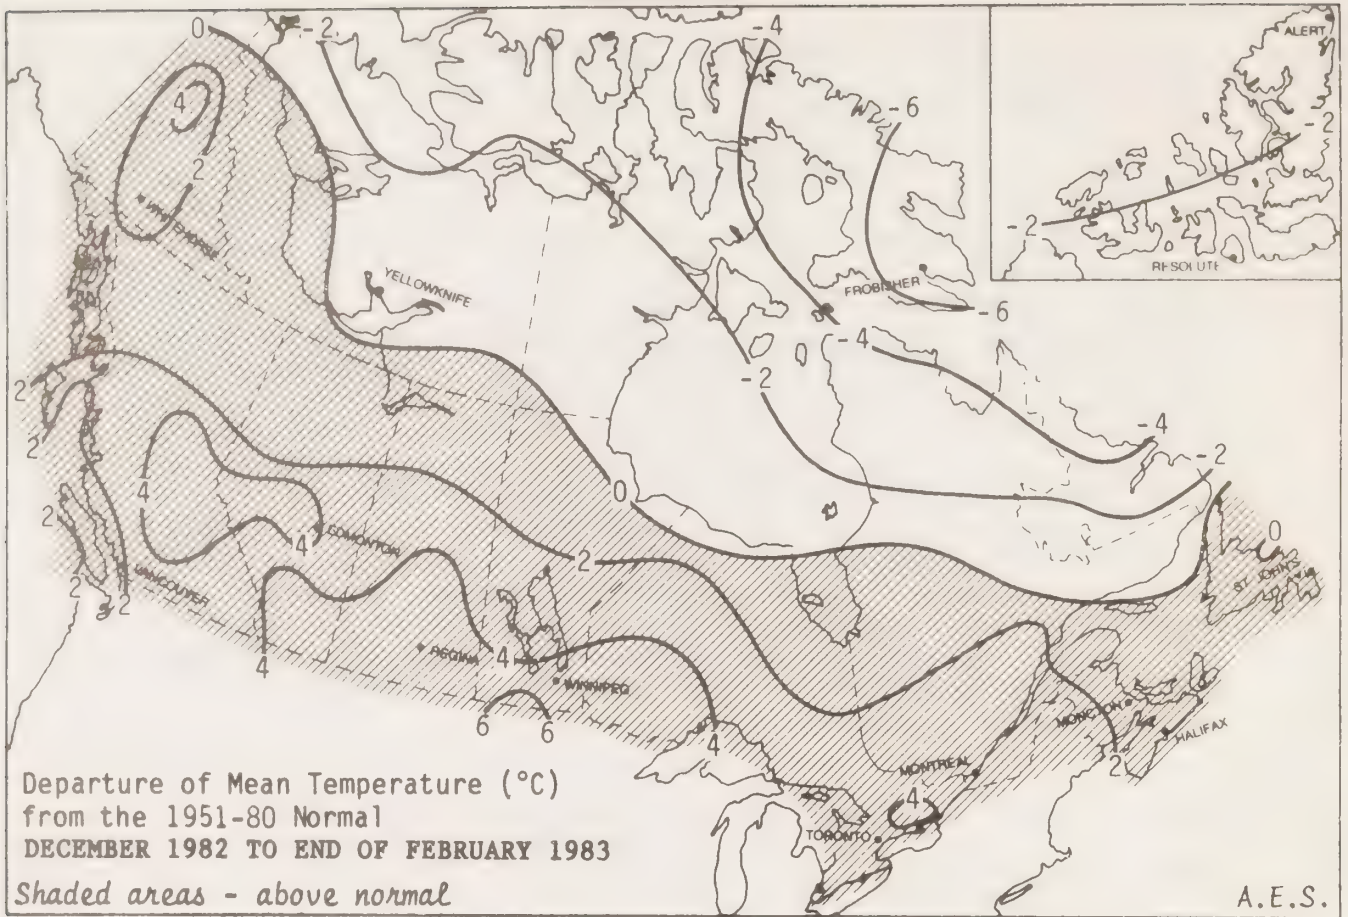 0
-2
-4
ALERT
4
-6
-2
2
WHITEHORSE
-2
RESOLUTE
YELLOWKNIFE
FROBISHER
-6
-4
2
-2
2
-4
-2
4
0
2
0
4
EDMONTON
2
ST JOHN'S
VANCOUVER
2
2
4
REGINA
4
WINNIPEG
MONCTON
6
6
4
HALIFAX
2
MONTREAL
4
TORONTO
Departure of Mean Temperature (°C)
from the 1951-80 Normal
DECEMBER 1982 TO END OF FEBRUARY 1983
Shaded areas - above normal
A.E.S.